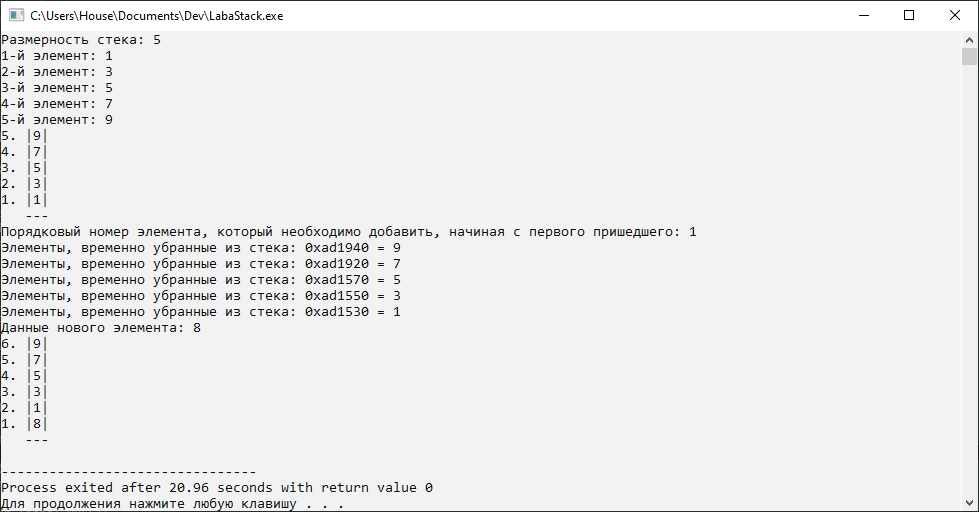 C:\Users\House\Documents\Dev\LabaStack.exe
Размерность стека: 5
1-й элемент: 1
2-й элемент: 3
3-й элемент: 5
4-й элемент: 7
5-й элемент: 9
5. |9|
4. |7|
3. |5|
2. |3|
1. |1|
   ---
Порядковый номер элемента, который необходимо добавить, начиная с первого пришедшего: 1
Элементы, временно убранные из стека: 0xad1940 = 9
Элементы, временно убранные из стека: 0xad1920 = 7
Элементы, временно убранные из стека: 0xad1570 = 5
Элементы, временно убранные из стека: 0xad1550 = 3
Элементы, временно убранные из стека: 0xad1530 = 1
Данные нового элемента: 8
6. |9|
5. |7|
4. |5|
3. |3|
2. |1|
1. |8|
   ---
--------------------------------
Process exited after 20.96 seconds with return value 0
Для продолжения нажмите любую клавишу . . .